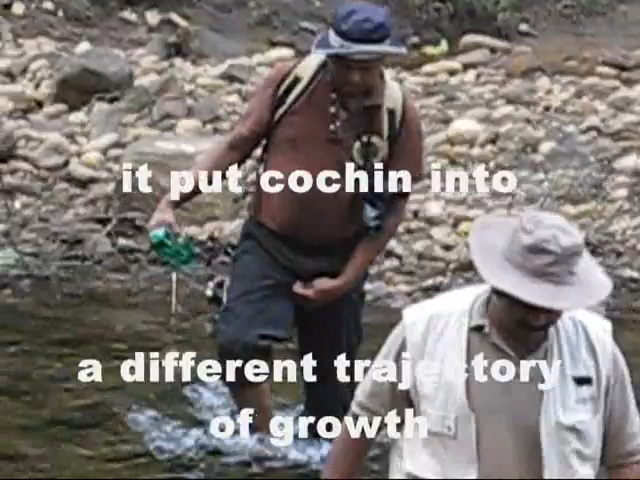 it put cochin into
a different trajectory
of growth